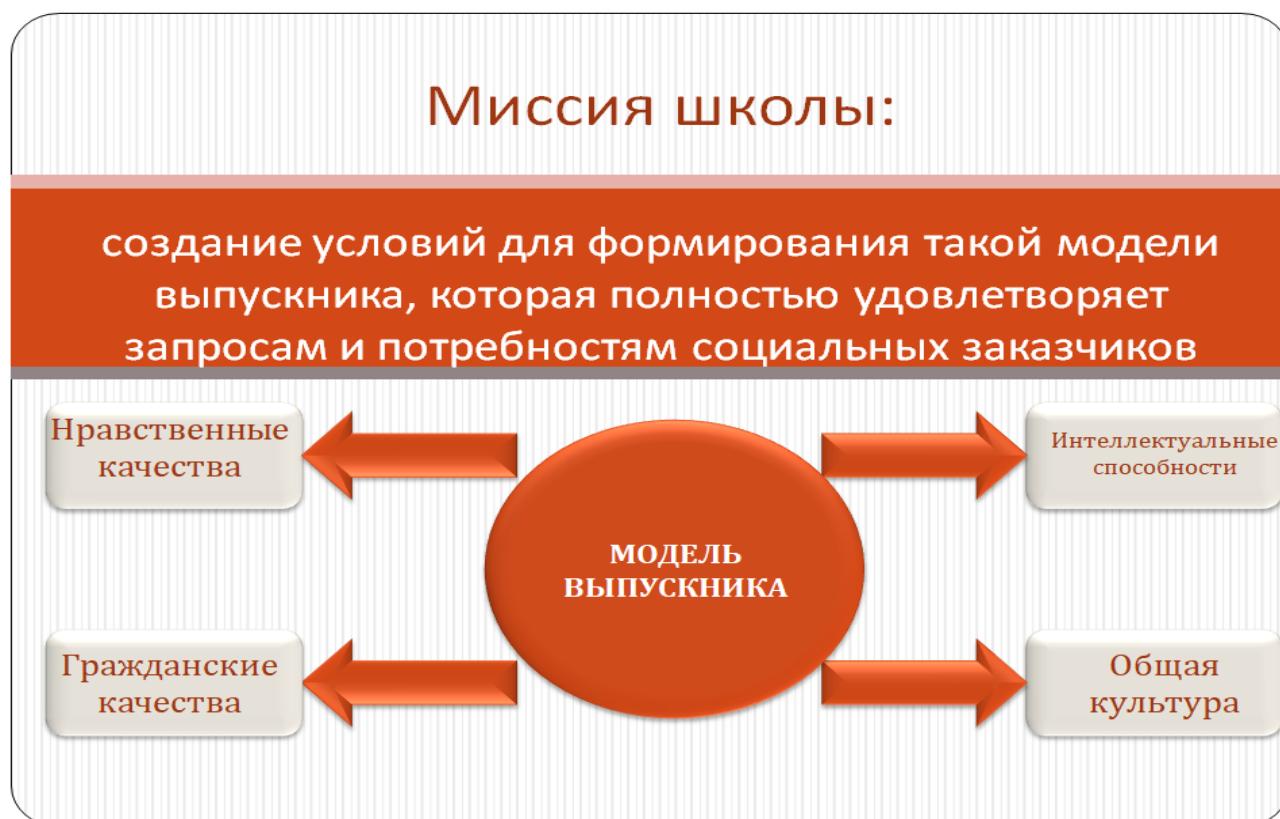 Миссия школы:
создание условий для формирования такой модели
выпускника, которая полностью удовлетворяет
запросам и потребностям социальных заказчиков
Нравственные
качества
Интеллектуальные
способности
МОДЕЛЬ
ВЫПУСКНИКА
Гражданские
качества
Общая
культура